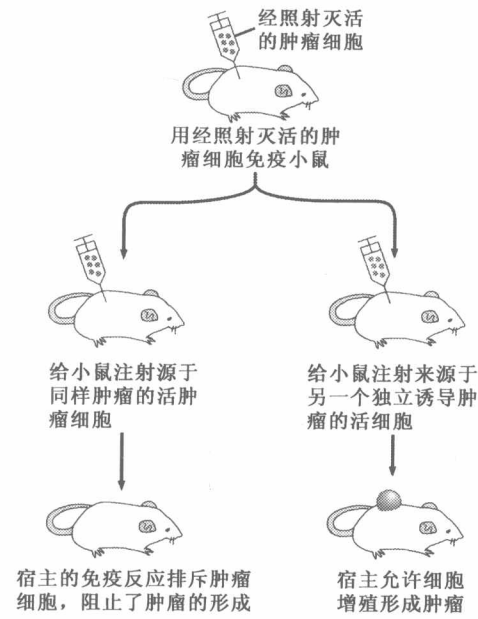 经照射灭活
的肿瘤细胞
用经照射灭活的肿
瘤细胞免疫小鼠
给小鼠注射源于
同样肿瘤的活肿
瘤细胞
给小鼠注射来源于
另一个独立诱导肿
瘤的活细胞
宿主的免疫反应排斥肿瘤
细胞，阻止了肿瘤的形成
宿主允许细胞
增殖形成肿瘤